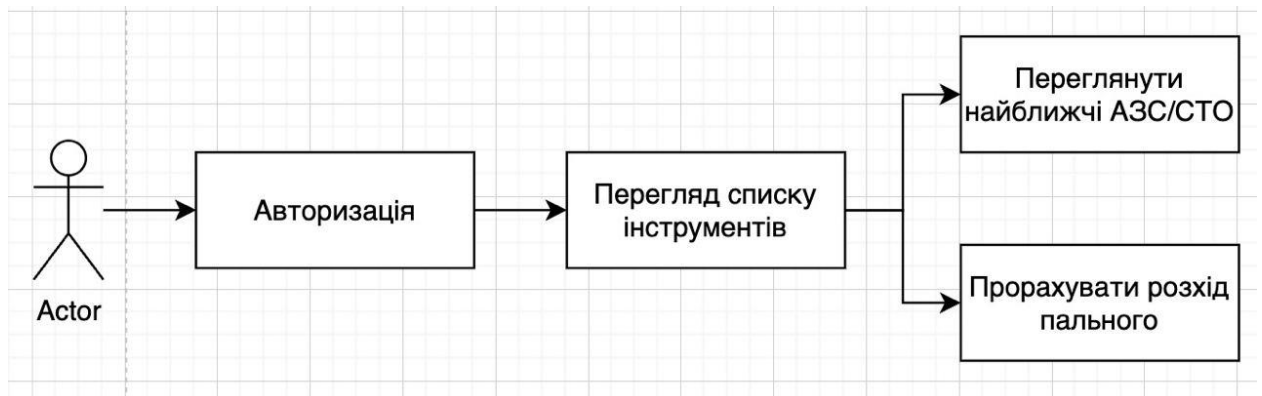 Actor
Авторизація
Перегляд списку
інструментів
Переглянути
найближчі АЗС/СТО
Прорахувати розхід
пального